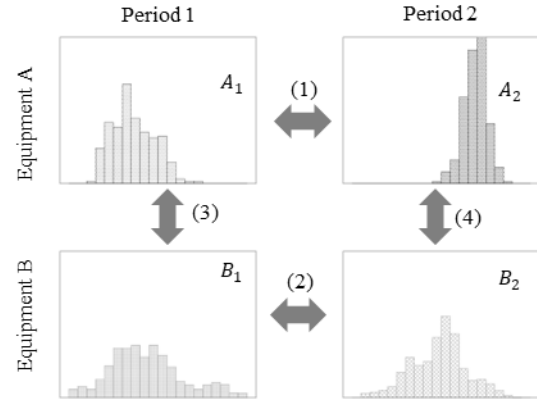 Period 1
Period 2
Equipment A
A₁
(1)
A₂
(3)
(4)
Equipment B
B₁
(2)
B₂